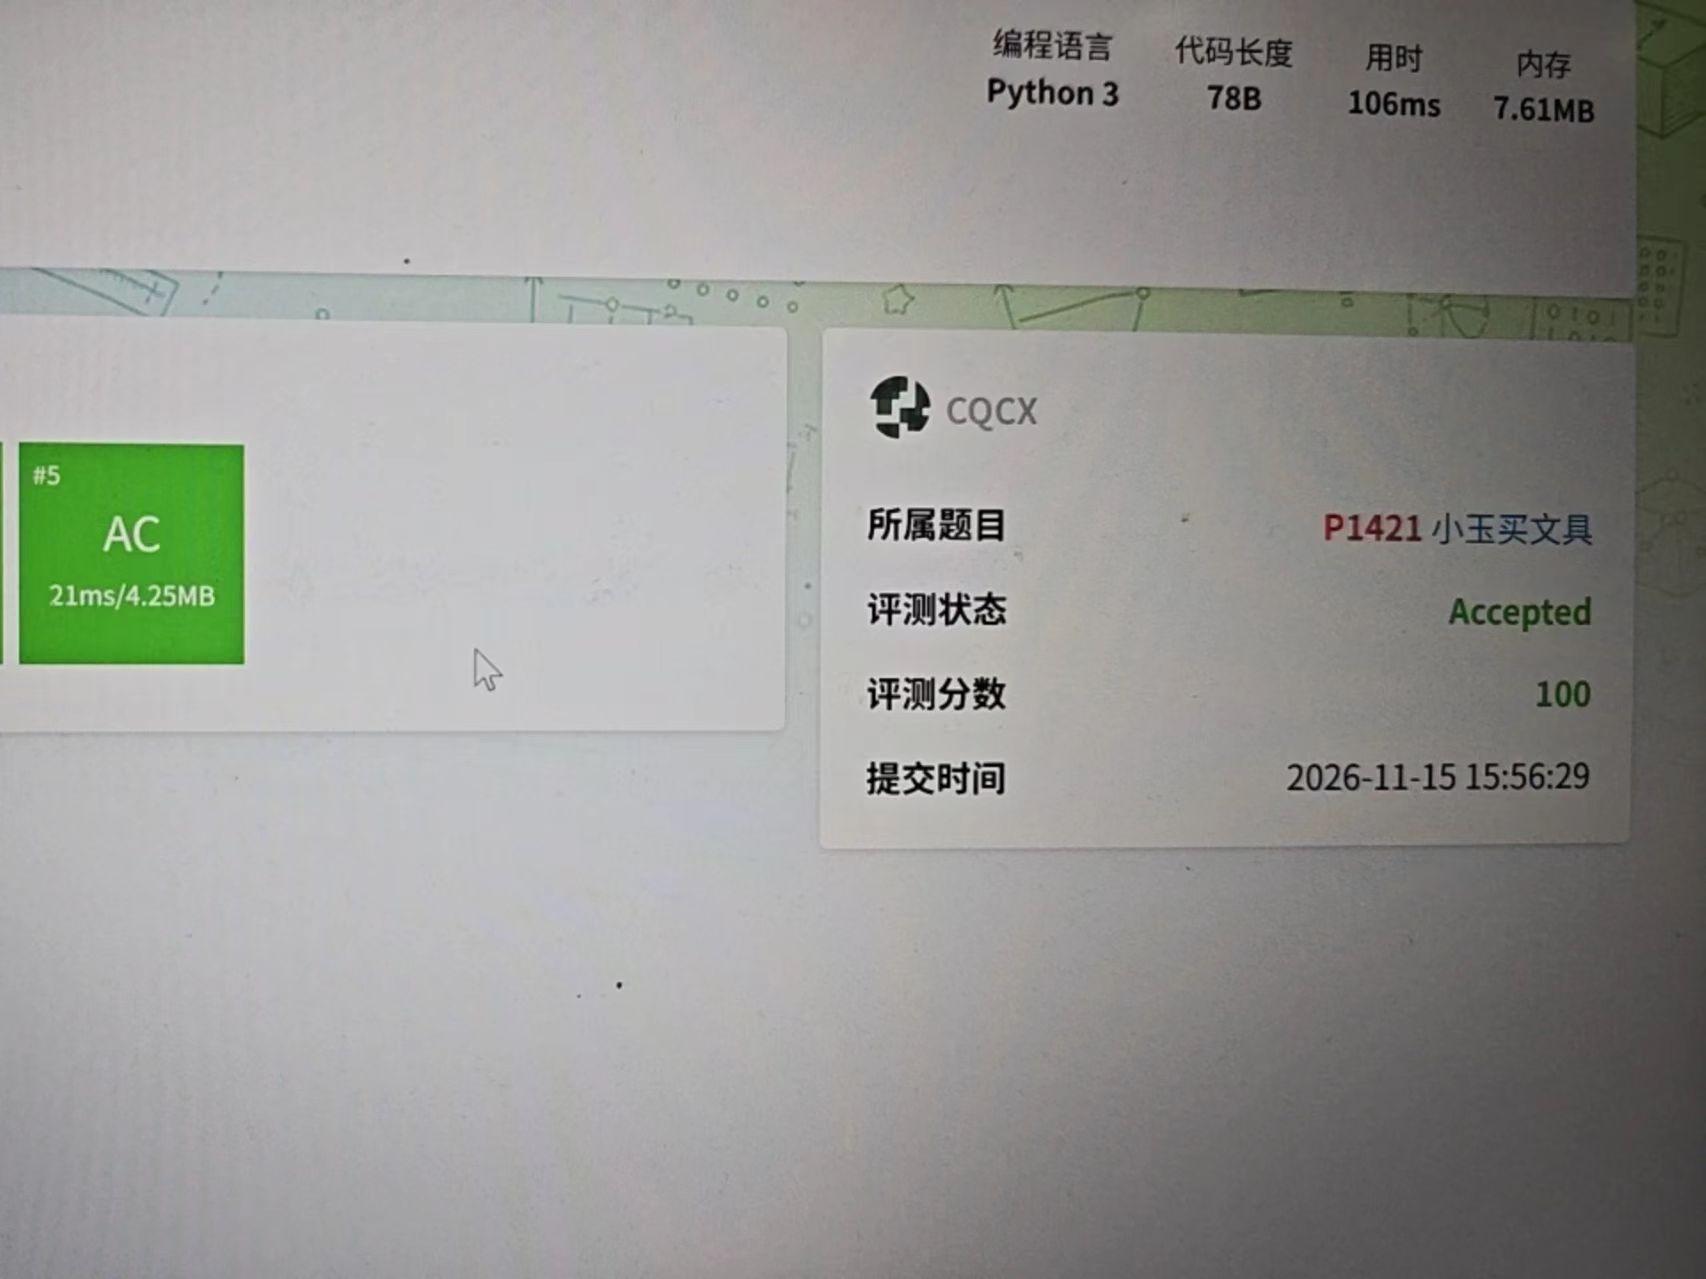 编程语言 代码长度 用时 内存
Python 3 78B 106ms 7.61MB
CQCX
#5
AC
21ms/4.25MB
所属题目 P1421 小玉买文具
评测状态 Accepted
评测分数 100
提交时间 2026-11-15 15:56:29